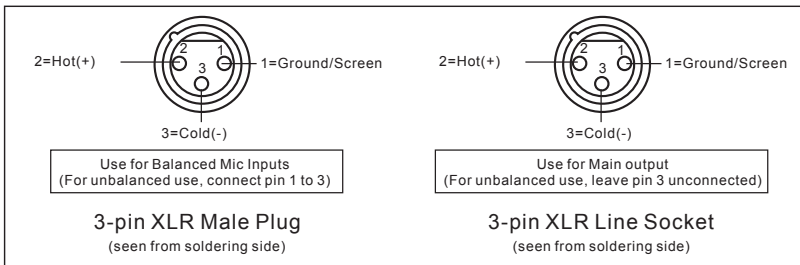 2
1
3
2=Hot(+)
1=Ground/Screen
3=Cold(-)
Use for Balanced Mic Inputs
(For unbalanced use, connect pin 1 to 3)
3-pin XLR Male Plug
(seen from soldering side)
2
1
3
2=Hot(+)
1=Ground/Screen
3=Cold(-)
Use for Main output
(For unbalanced use, leave pin 3 unconnected)
3-pin XLR Line Socket
(seen from soldering side)